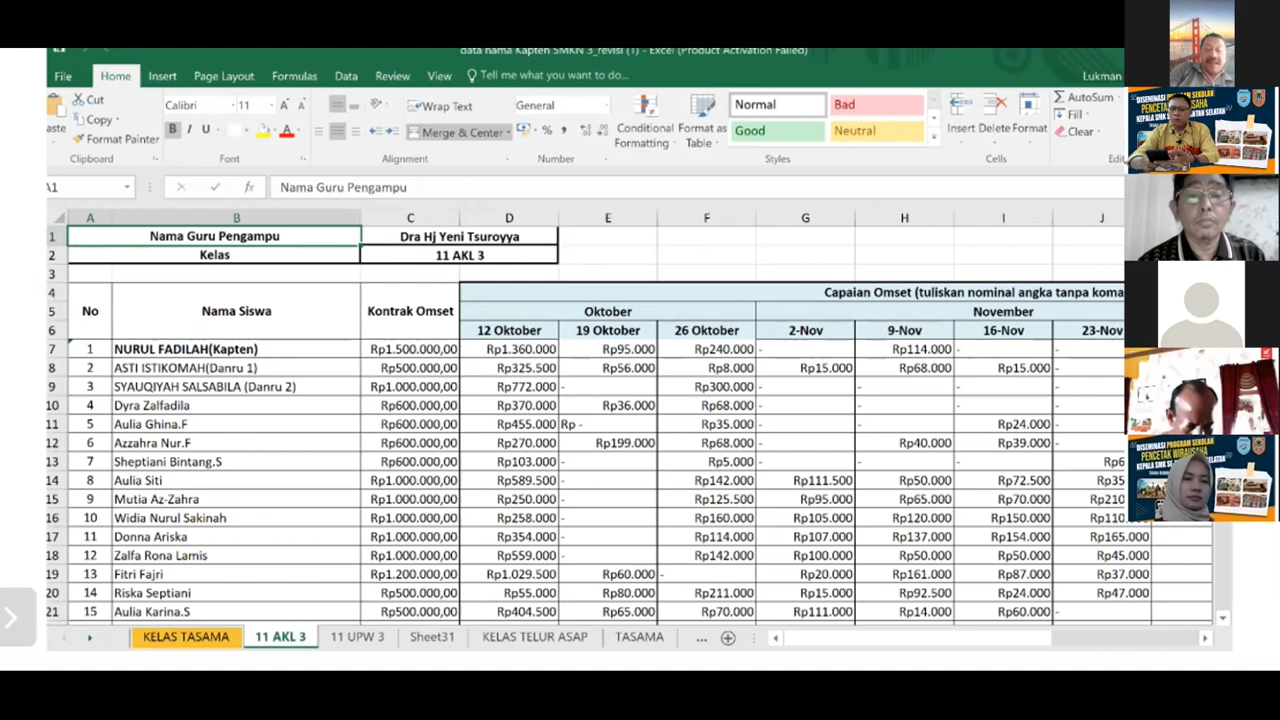 data nama Kapten SMKN 3_revisi (1) - Excel (Product Activation Failed)
File Home Insert Page Layout Formulas Data Review View Tell me what you want to do... Lukman
Cut Calibri 11 Wrap Text General Normal Bad AutoSum
Copy Fill
Format Painter B I U Merge & Center % Conditional Formatting Format as Table Good Neutral Insert Delete Format Clear
Clipboard Font Alignment Number Styles Cells
A1 fx Nama Guru Pengampu
A B C D E F G H I J
1 Nama Guru Pengampu Dra Hj Yeni Tsuroyya
2 Kelas 11 AKL 3
3
4 Capaian Omset (tuliskan nominal angka tanpa koma
5 No Nama Siswa Kontrak Omset Oktober November
6 12 Oktober 19 Oktober 26 Oktober 2-Nov 9-Nov 16-Nov 23-Nov
7 1 NURUL FADILAH(Kapten) Rp1.500.000,00 Rp1.360.000 Rp95.000 Rp240.000 - Rp114.000 - -
8 2 ASTI ISTIKOMAH(Danru 1) Rp500.000,00 Rp325.500 Rp56.000 Rp8.000 Rp15.000 Rp68.000 Rp15.000 -
9 3 SYAUQIYAH SALSABILA (Danru 2) Rp1.000.000,00 Rp772.000 - Rp300.000 - - - -
10 4 Dyra Zalfadila Rp600.000,00 Rp370.000 Rp36.000 Rp68.000 - - - -
11 5 Aulia Ghina.F Rp600.000,00 Rp455.000 Rp - Rp35.000 - - Rp24.000 -
12 6 Azzahra Nur.F Rp600.000,00 Rp270.000 Rp199.000 Rp68.000 - Rp40.000 Rp39.000 -
13 7 Sheptiani Bintang.S Rp600.000,00 Rp103.000 - Rp5.000 - - - Rp6
14 8 Aulia Siti Rp1.000.000,00 Rp589.500 - Rp142.000 Rp111.500 Rp50.000 Rp72.500 Rp35
15 9 Mutia Az-Zahra Rp1.000.000,00 Rp250.000 - Rp125.500 Rp95.000 Rp65.000 Rp70.000 Rp210
16 10 Widia Nurul Sakinah Rp1.000.000,00 Rp258.000 - Rp160.000 Rp105.000 Rp120.000 Rp150.000 Rp110.
17 11 Donna Ariska Rp1.000.000,00 Rp354.000 - Rp114.000 Rp107.000 Rp137.000 Rp154.000 Rp165.000
18 12 Zalfa Rona Lamis Rp1.000.000,00 Rp559.000 - Rp142.000 Rp100.000 Rp50.000 Rp50.000 Rp45.000
19 13 Fitri Fajri Rp1.200.000,00 Rp1.029.500 Rp60.000 - Rp20.000 Rp161.000 Rp87.000 Rp37.000
20 14 Riska Septiani Rp500.000,00 Rp55.000 Rp80.000 Rp211.000 Rp15.000 Rp92.500 Rp24.000 Rp47.000
21 15 Aulia Karina.S Rp500.000,00 Rp404.500 Rp65.000 Rp70.000 Rp111.000 Rp14.000 Rp60.000 -
KELAS TASAMA 11 AKL 3 11 UPW 3 Sheet31 KELAS TELUR ASAP TASAMA ...
DISEMINASI PROGRAM SEKOLAH
DISEMINASI PROGRAM SEKOLAH
PENCETAK WIRAUSAHA